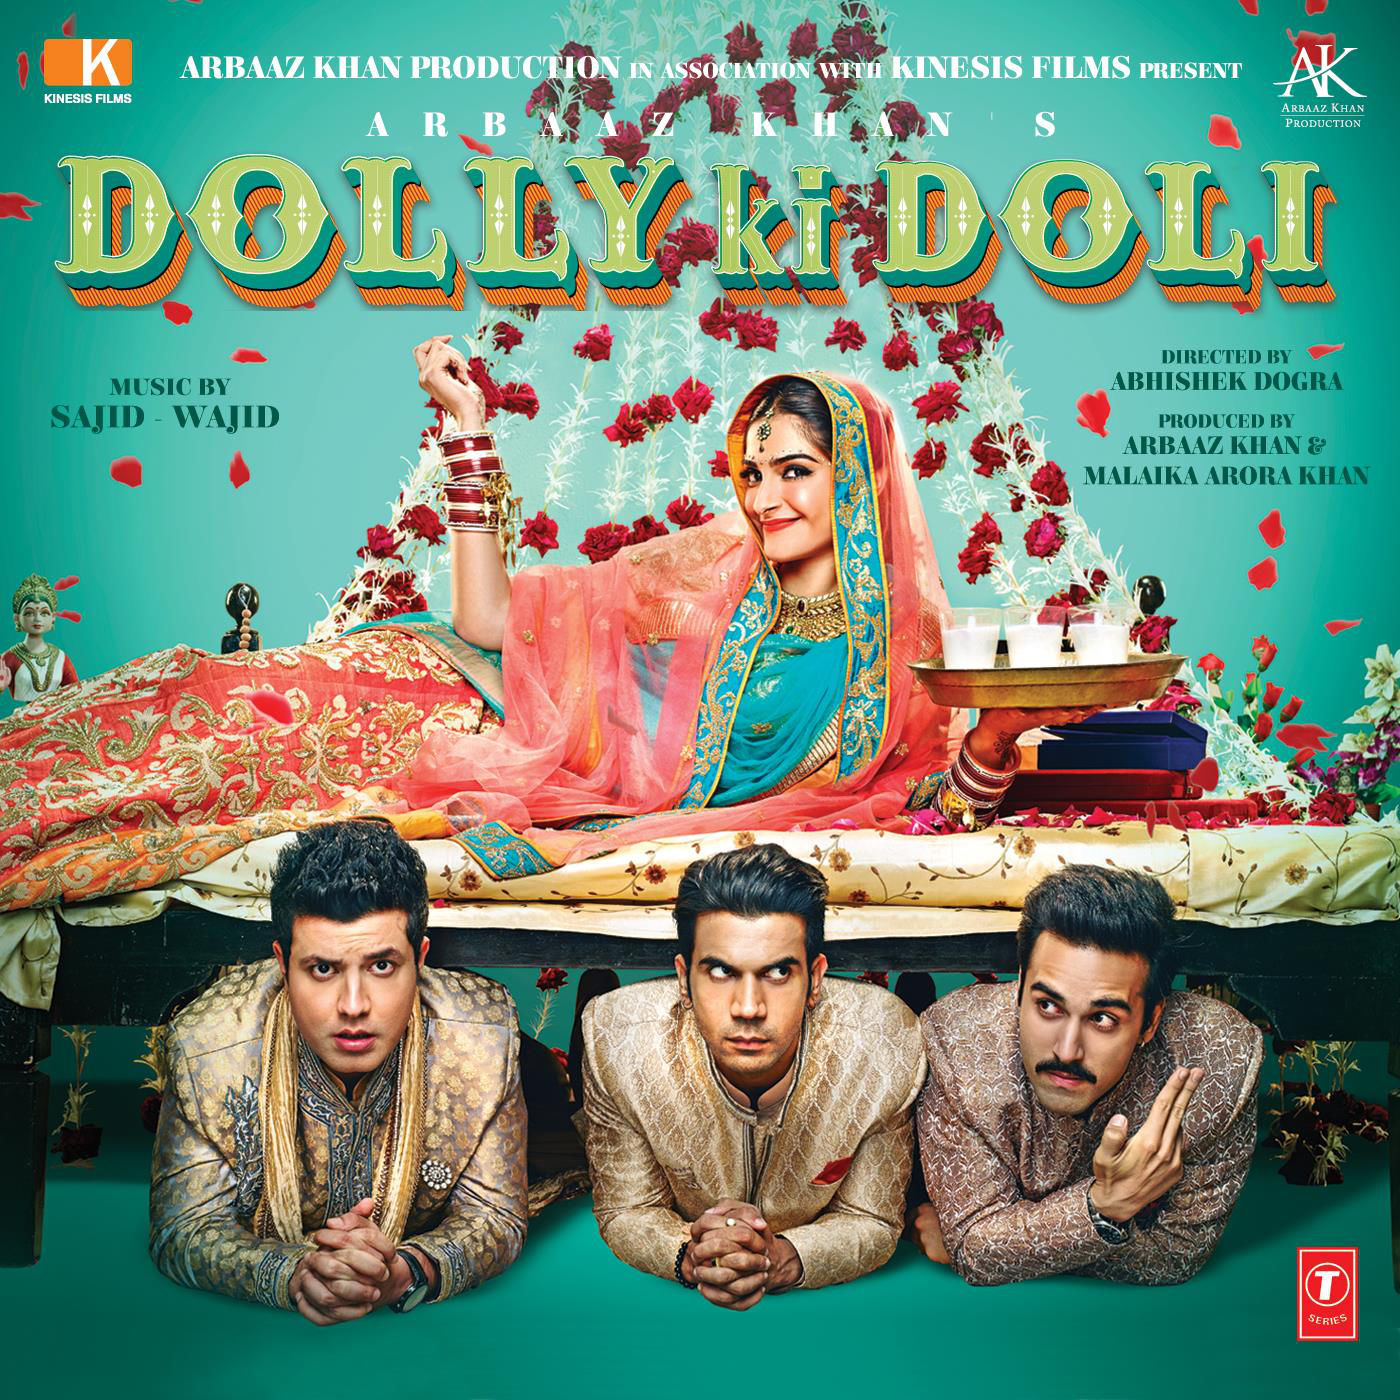 K
KINESIS FILMS
ARBAAZ KHAN PRODUCTION IN ASSOCIATION WITH KINESIS FILMS PRESENT
AK
ARBAAZ KHAN
PRODUCTION
ARBAAZ KHAN'S
DOLLY ki DOLI
MUSIC BY
SAJID - WAJID
DIRECTED BY
ABHISHEK DOGRA
PRODUCED BY
ARBAAZ KHAN &
MALAIKA ARORA KHAN
T
SERIES